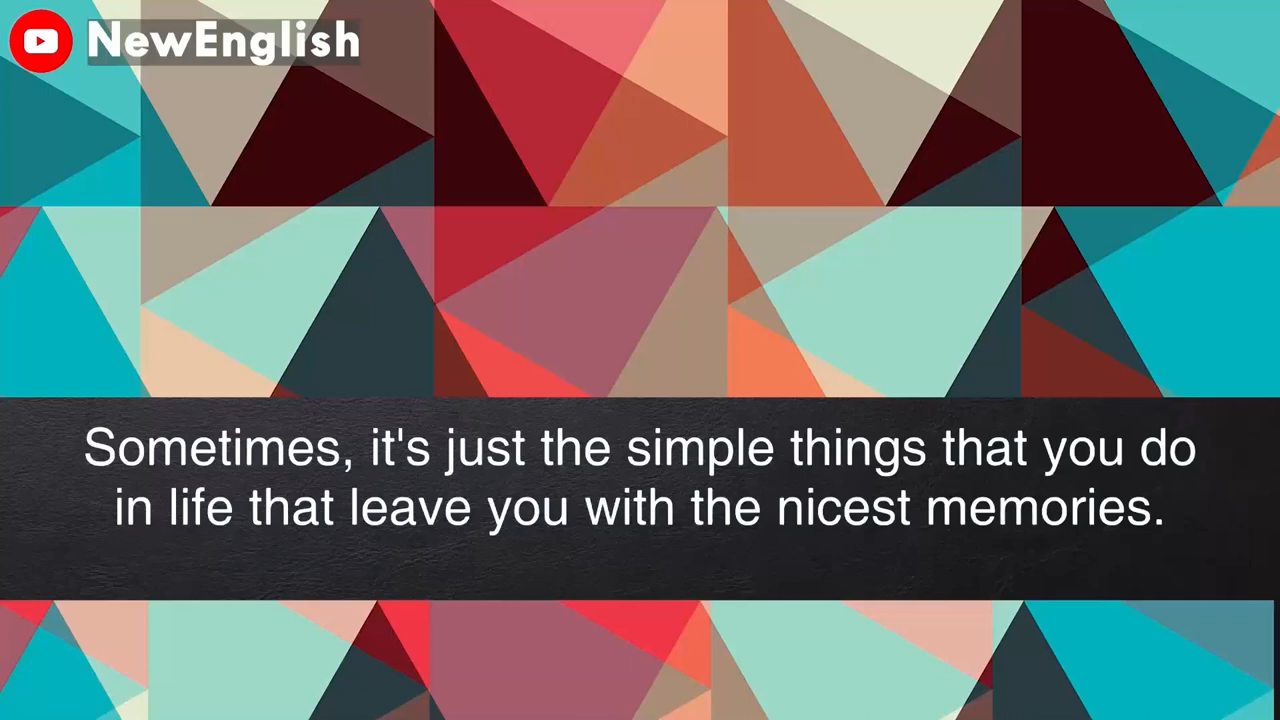 NewEnglish
Sometimes, it's just the simple things that you do
in life that leave you with the nicest memories.